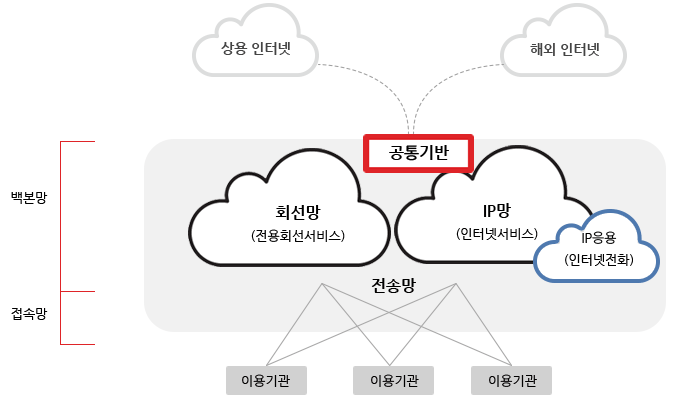 상용 인터넷
해외 인터넷
공통기반
백본망
회선망
(전용회선서비스)
IP망
(인터넷서비스)
IP응용
(인터넷전화)
전송망
접속망
이용기관
이용기관
이용기관